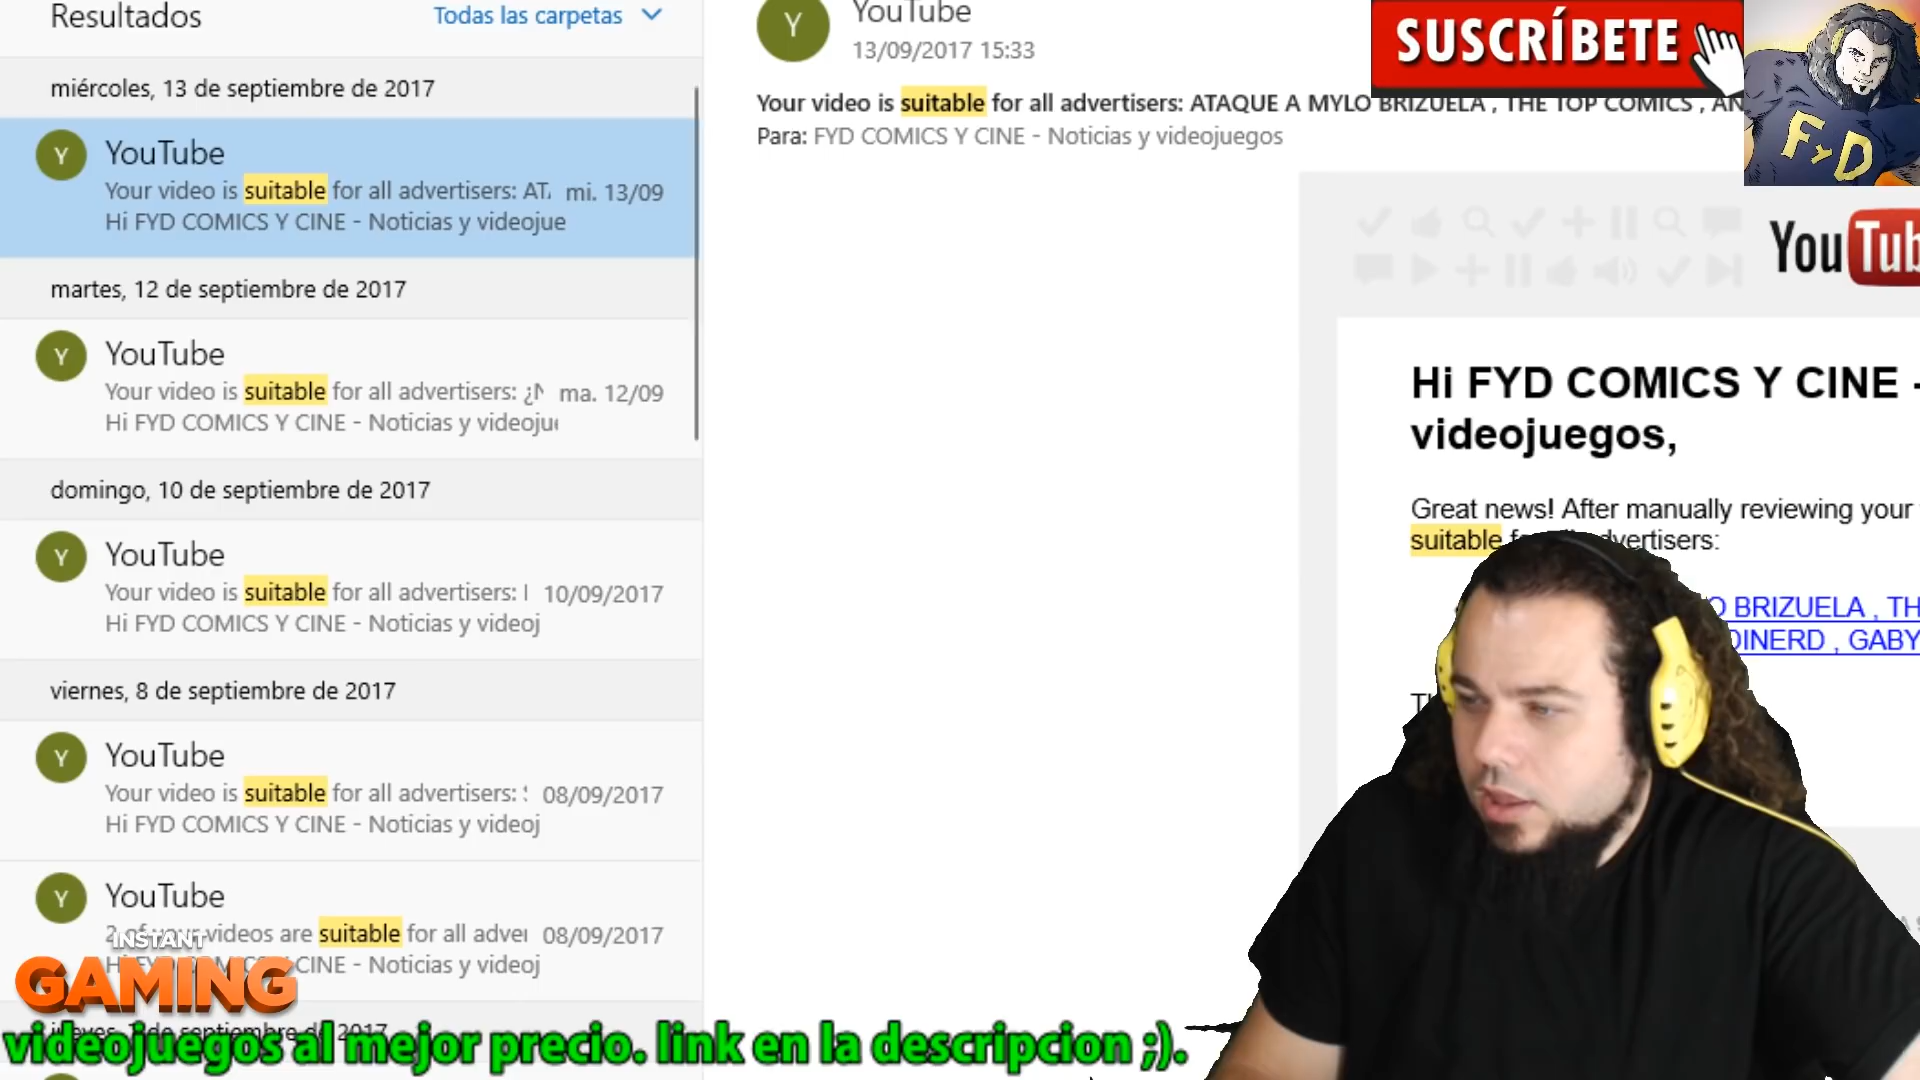 Resultados
Todas las carpetas
miércoles, 13 de septiembre de 2017
Y
YouTube
Your video is suitable for all advertisers: AT
mi. 13/09
Hi FYD COMICS Y CINE - Noticias y videojue
martes, 12 de septiembre de 2017
Y
YouTube
Your video is suitable for all advertisers:
ma. 12/09
Hi FYD COMICS Y CINE - Noticias y videoju
domingo, 10 de septiembre de 2017
Y
YouTube
Your video is suitable for all advertisers:
10/09/2017
Hi FYD COMICS Y CINE - Noticias y videoj
viernes, 8 de septiembre de 2017
Y
YouTube
Your video is suitable for all advertisers:
08/09/2017
Hi FYD COMICS Y CINE - Noticias y videoj
Y
YouTube
videos are suitable for all adver
08/09/2017
CINE - Noticias y videoj
INSTANT
GAMING
de septiembre de 2017
videojuegos al mejor precio. link en la descripcion ;).
Y
YouTube
13/09/2017 15:33
Your video is suitable for all advertisers: ATAQUE A MYLO BRIZUELA , THE TOP COMICS , AN
Para: FYD COMICS Y CINE - Noticias y videojuegos
SUSCRÍBETE
FYD
YouTub
Hi FYD COMICS Y CINE -
videojuegos,
Great news! After manually reviewing your
suitable advertisers:
O BRIZUELA , TH
DINERD , GABY